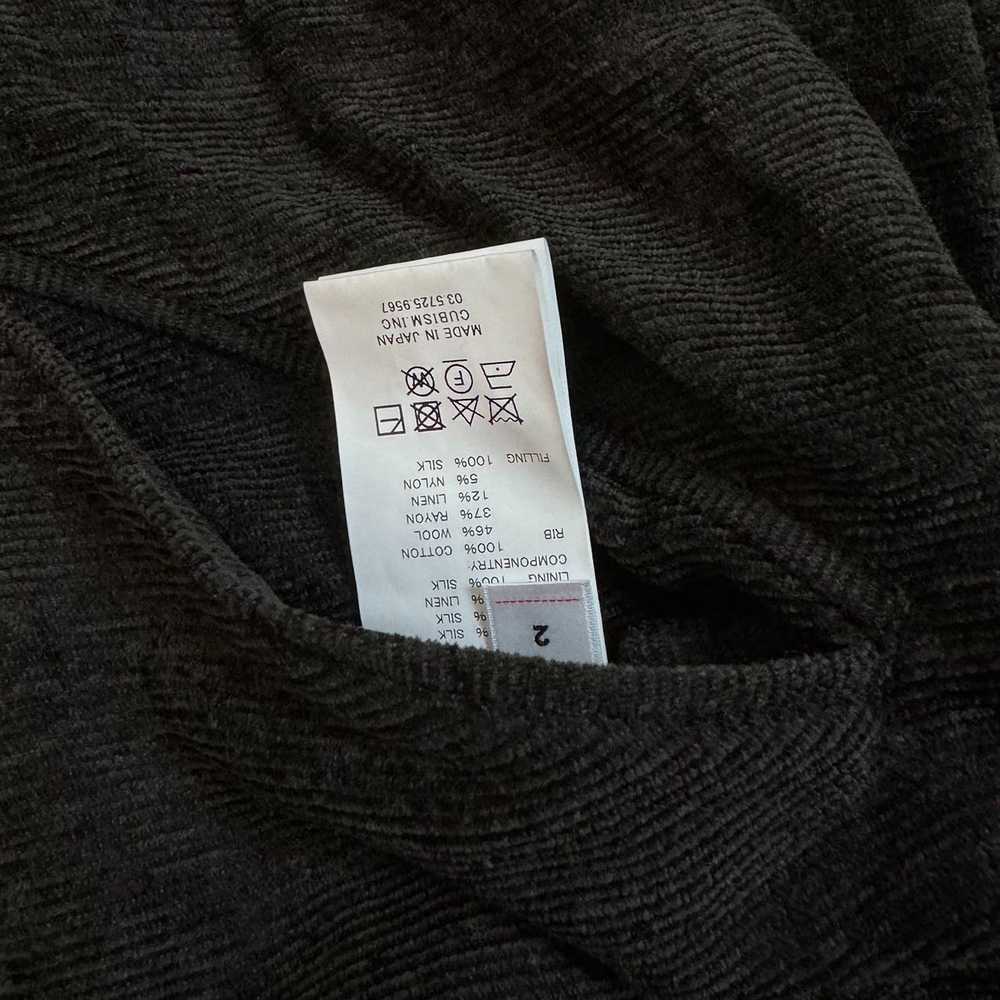 2
% SILK
% SILK
% LINEN
100% SILK
LINING
COMPONENTRY:
100% COTTON
RIB
46% WOOL
37% RAYON
12% LINEN
5% NYLON
FILLING 100% SILK
F
W
MADE IN JAPAN
CUBISM.INC
03.5725.9567